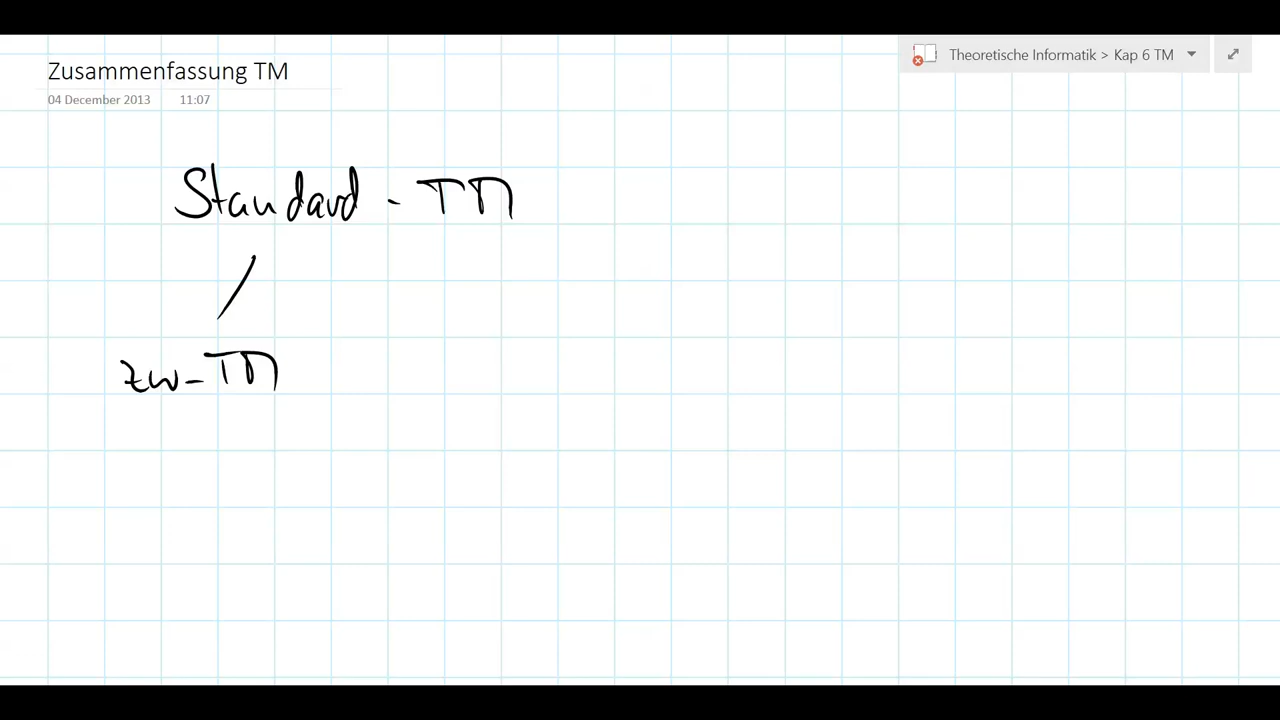 Zusammenfassung TM
Theoretische Informatik > Kap 6 TM
04 December 2013 11:07
Standard - TM
zw-TM